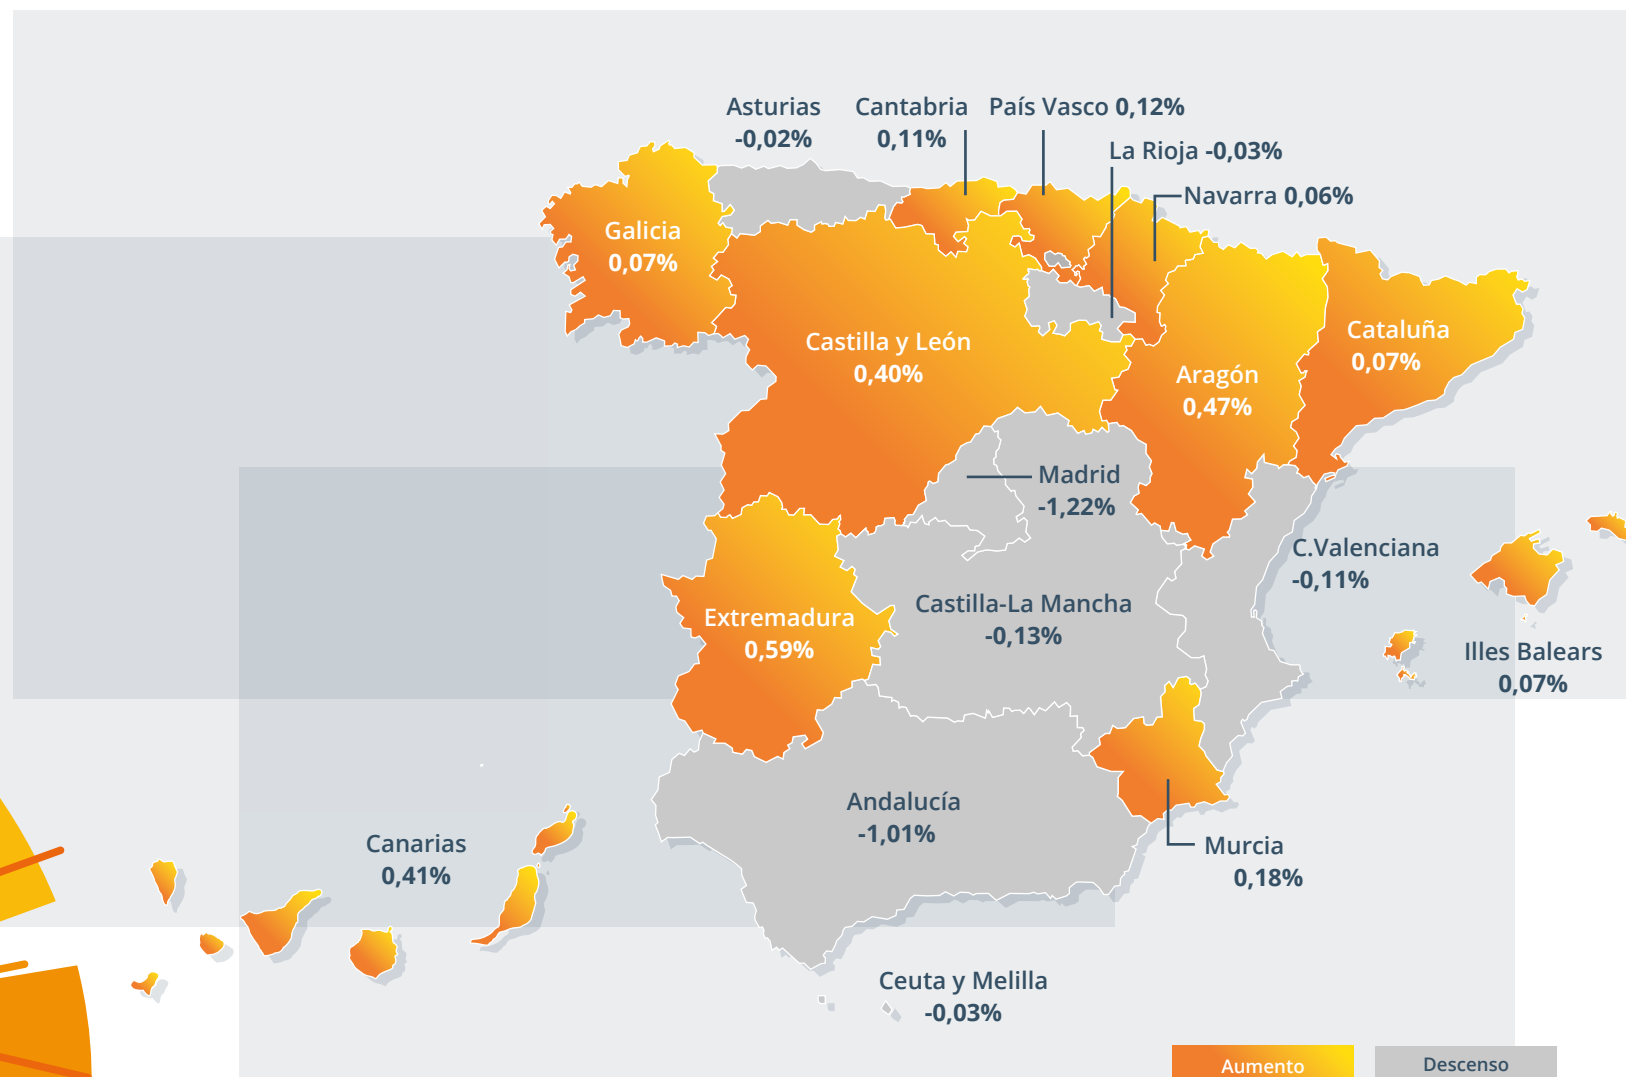 Asturias
-0,02%
Cantabria
0,11%
País Vasco 0,12%
La Rioja -0,03%
Navarra 0,06%
Galicia
0,07%
Castilla y León
0,40%
Aragón
0,47%
Cataluña
0,07%
Madrid
-1,22%
C.Valenciana
-0,11%
Castilla-La Mancha
-0,13%
Extremadura
0,59%
Illes Balears
0,07%
Andalucía
-1,01%
Canarias
0,41%
Murcia
0,18%
Ceuta y Melilla
-0,03%
Aumento
Descenso